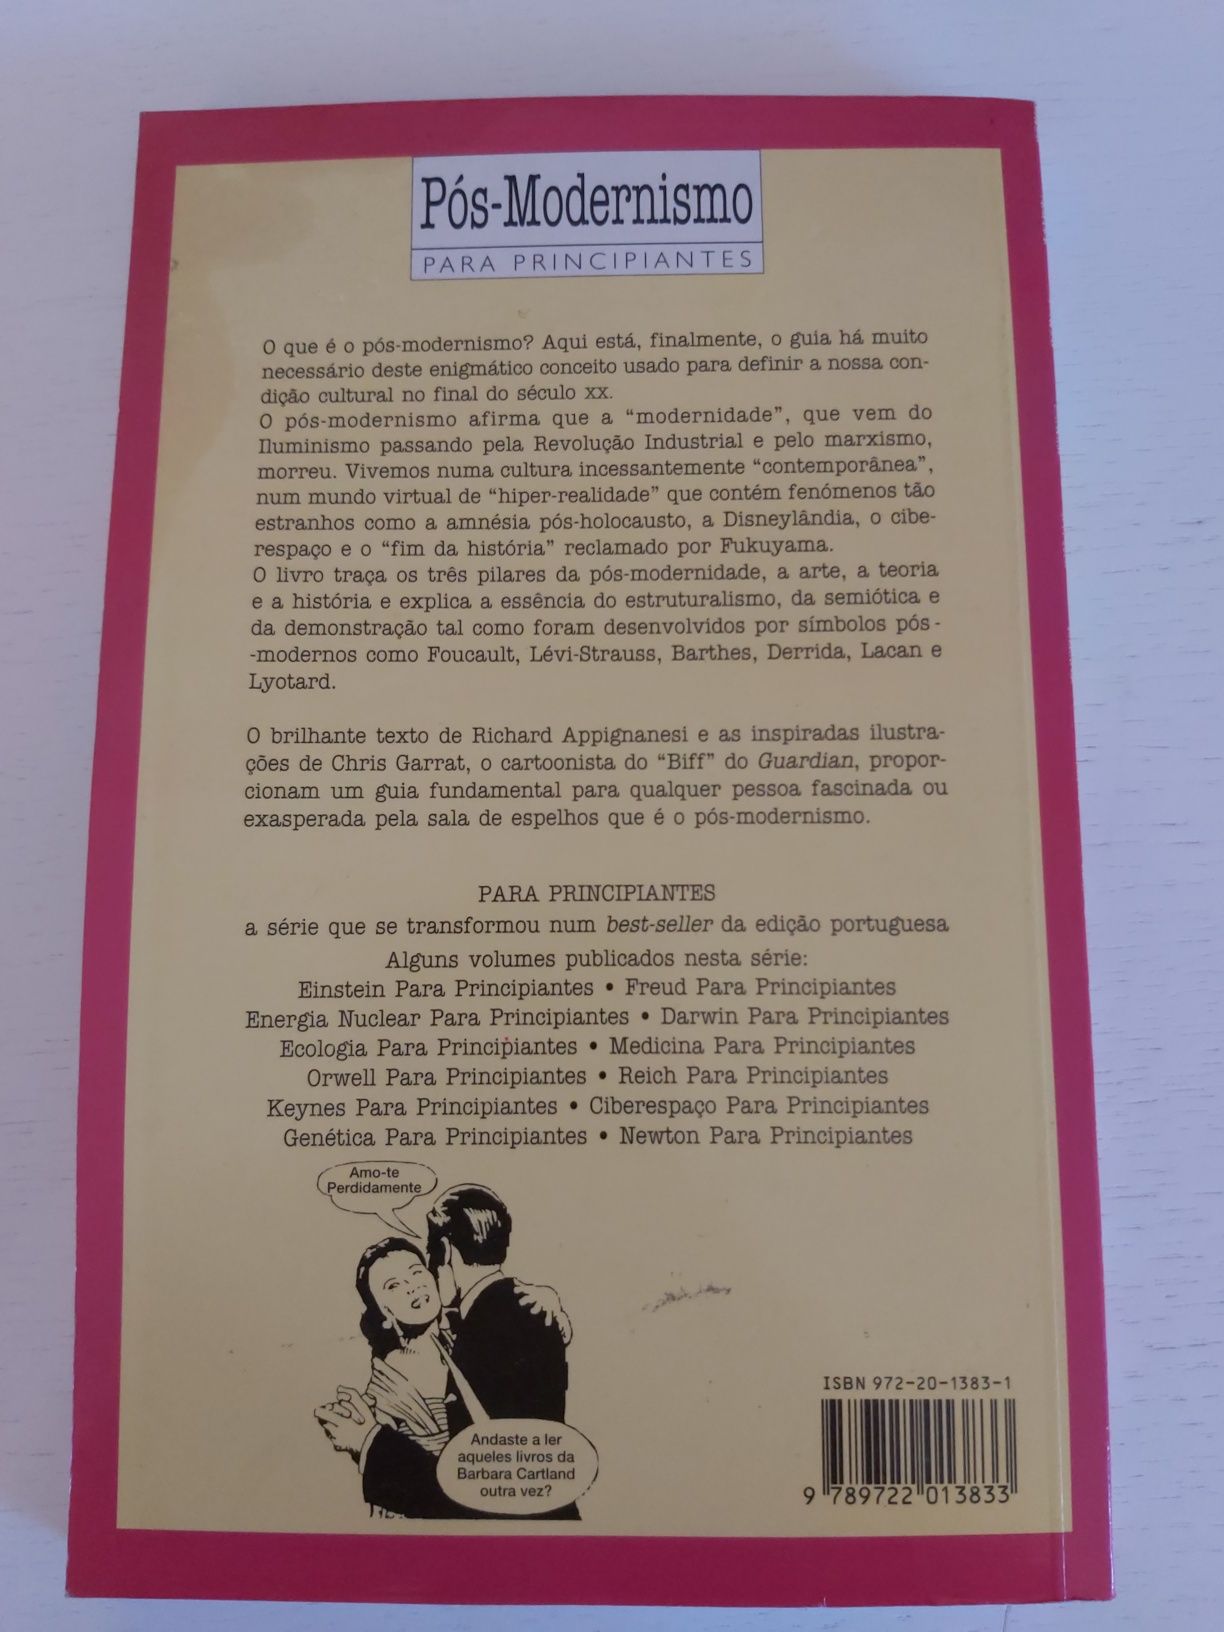 Pós-Modernismo
PARA PRINCIPIANTES
O que é o pós-modernismo? Aqui está, finalmente, o guia há muito
necessário deste enigmático conceito usado para definir a nossa con-
dição cultural no final do século XX.
O pós-modernismo afirma que a “modernidade”, que vem do
Iluminismo passando pela Revolução Industrial e pelo marxismo,
morreu. Vivemos numa cultura incessantemente “contemporânea”,
num mundo virtual de “hiper-realidade” que contém fenómenos tão
estranhos como a amnésia pós-holocausto, a Disneylândia, o cibe-
respaço e o “fim da história” reclamado por Fukuyama.
O livro traça os três pilares da pós-modernidade, a arte, a teoria
e a história e explica a essência do estruturalismo, da semiótica e
da demonstração tal como foram desenvolvidos por símbolos pós-
-modernos como Foucault, Lévi-Strauss, Barthes, Derrida, Lacan e
Lyotard.
O brilhante texto de Richard Appignanesi e as inspiradas ilustra-
ções de Chris Garrat, o cartoonista do “Biff” do Guardian, propor-
cionam um guia fundamental para qualquer pessoa fascinada ou
exasperada pela sala de espelhos que é o pós-modernismo.
PARA PRINCIPIANTES
a série que se transformou num best-seller da edição portuguesa
Alguns volumes publicados nesta série:
Einstein Para Principiantes • Freud Para Principiantes
Energia Nuclear Para Principiantes • Darwin Para Principiantes
Ecologia Para Principiantes • Medicina Para Principiantes
Orwell Para Principiantes • Reich Para Principiantes
Keynes Para Principiantes • Ciberespaço Para Principiantes
Genética Para Principiantes • Newton Para Principiantes
Amo-te
Perdidamente
Andaste a ler
aqueles livros da
Barbara Cartland
outra vez?
ISBN 972-20-1383-1
9 789722 013833